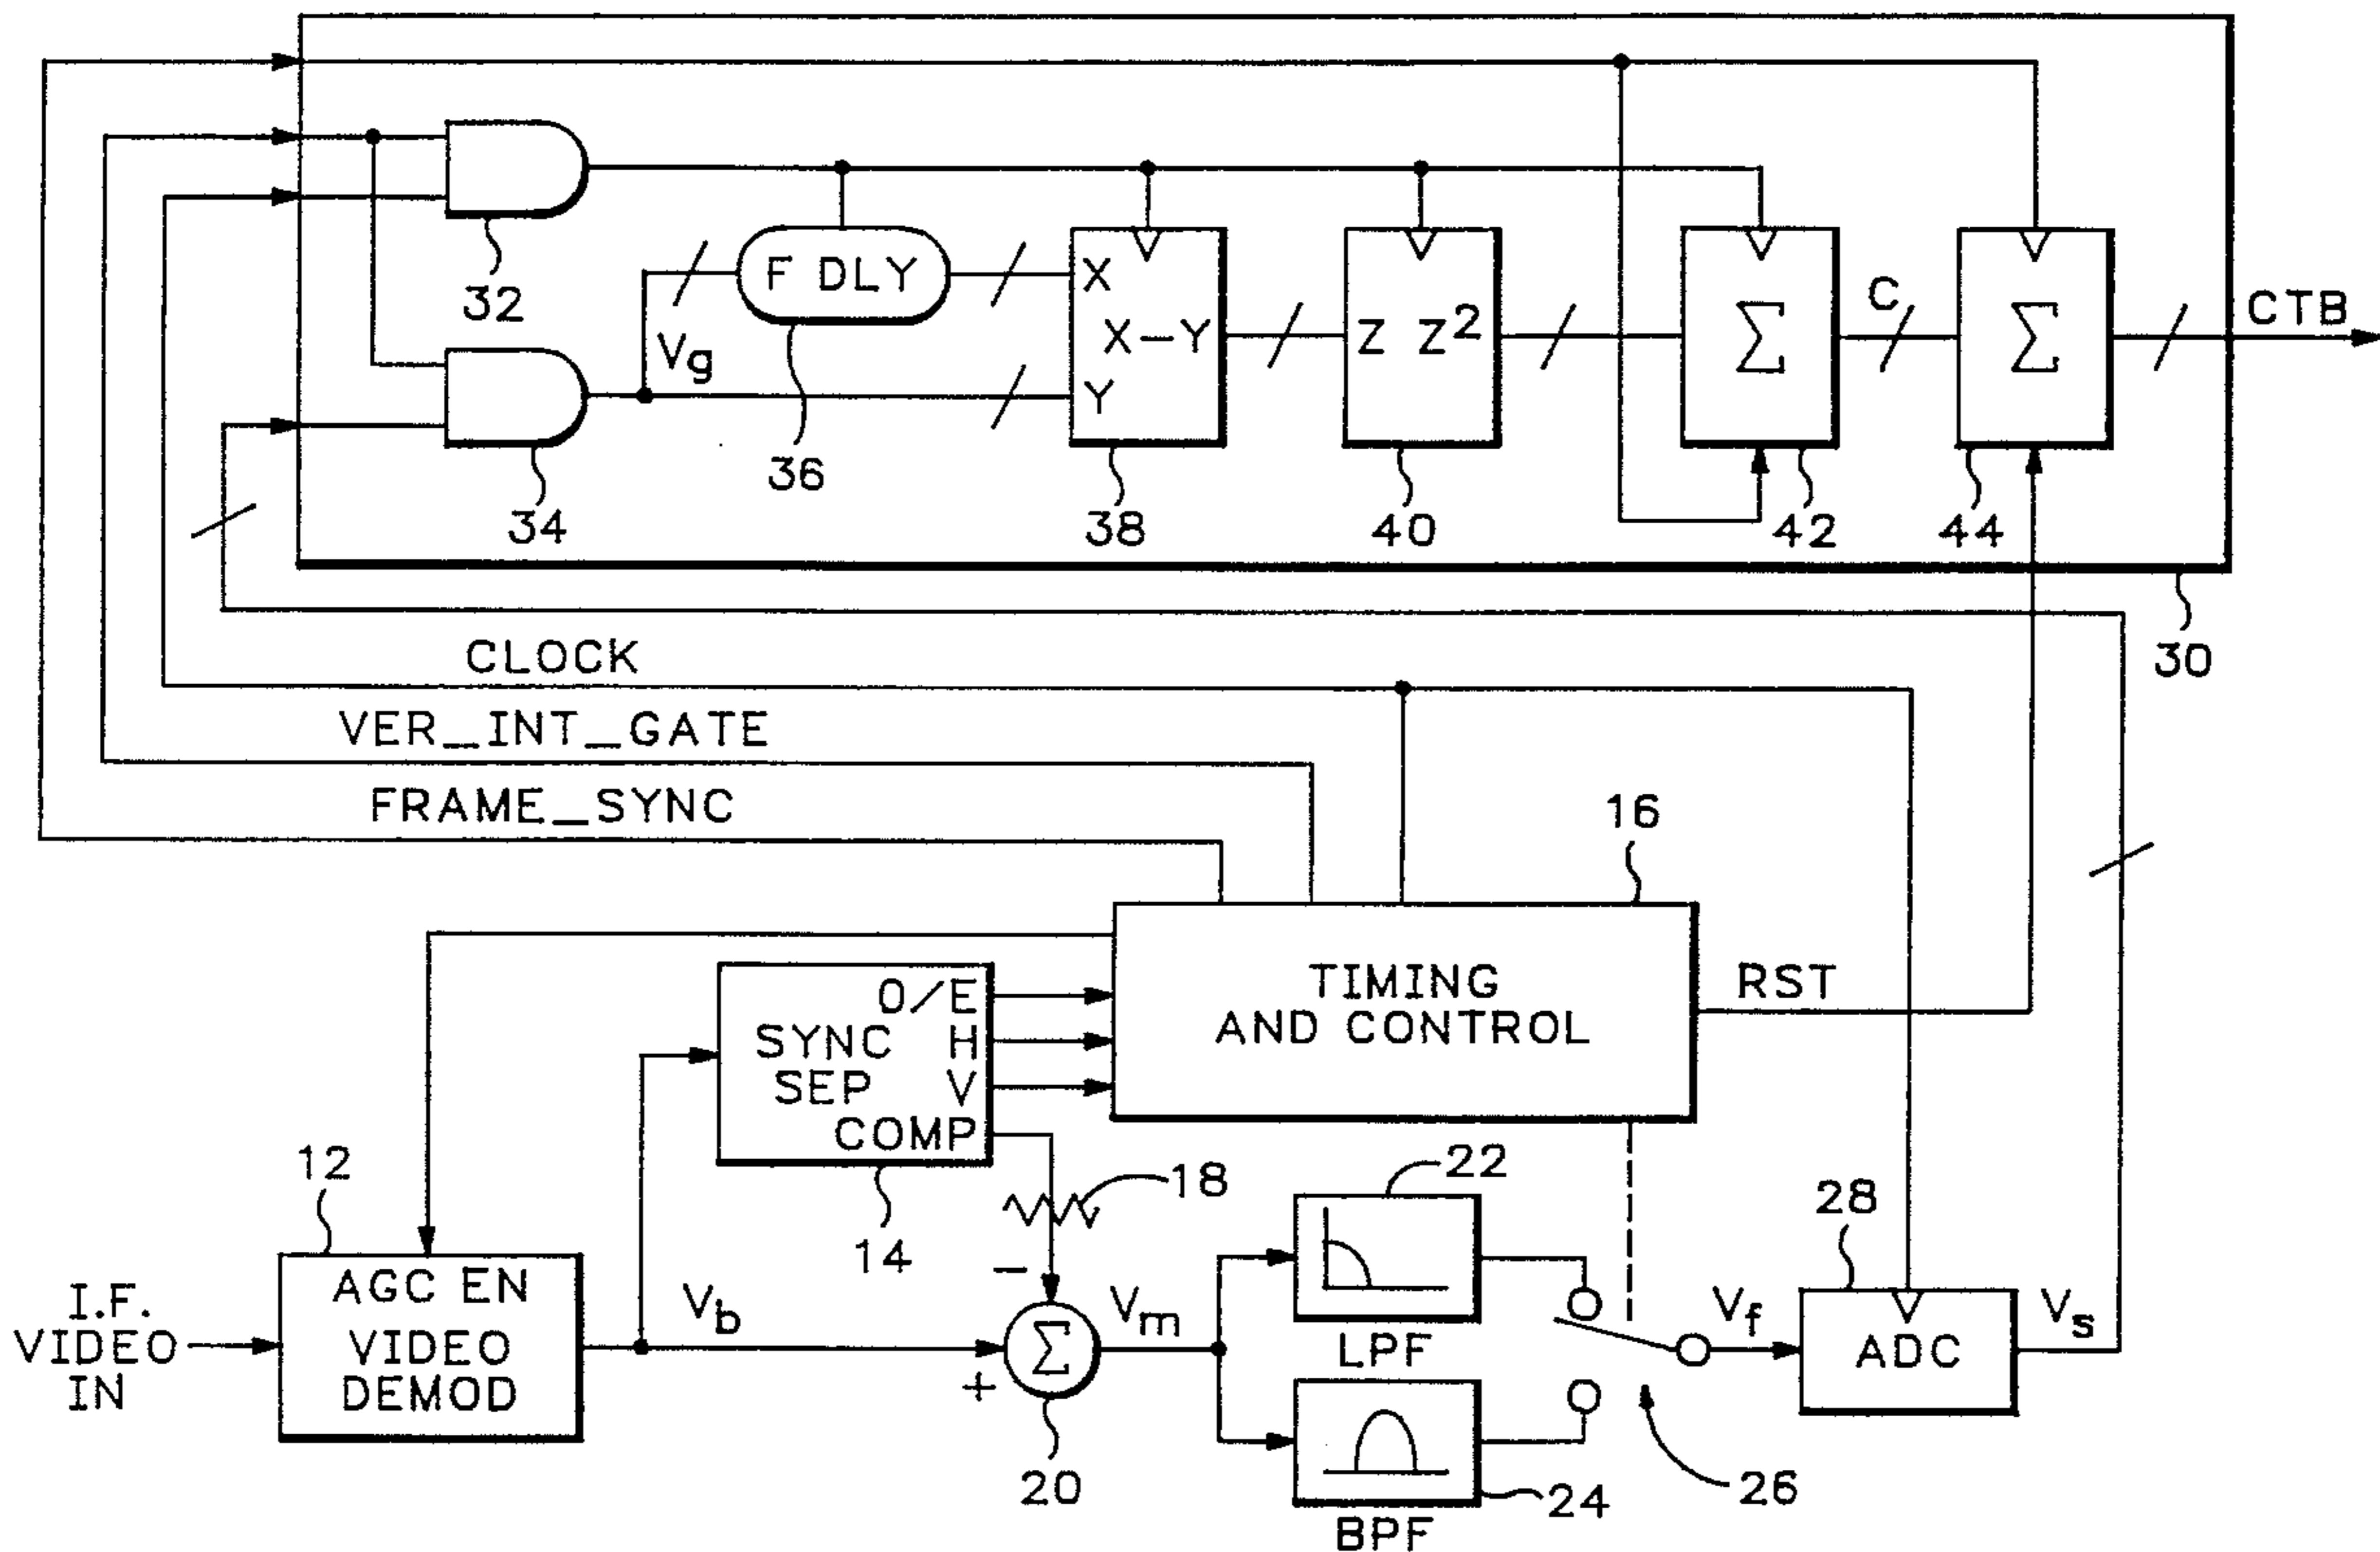 32
F DLY
X
X-Y
Y
Z Z²
Σ
C
Σ
CTB
Vg
34
36
38
40
42
44
30
CLOCK
VER_INT_GATE
FRAME_SYNC
16
TIMING
AND CONTROL
RST
O/E
SYNC H
SEP V
COMP
14
18
12
AGC EN
VIDEO
DEMOD
I.F.
VIDEO
IN
Vb
-
+
Σ
20
Vm
22
LPF
24
BPF
26
Vf
28
ADC
Vs